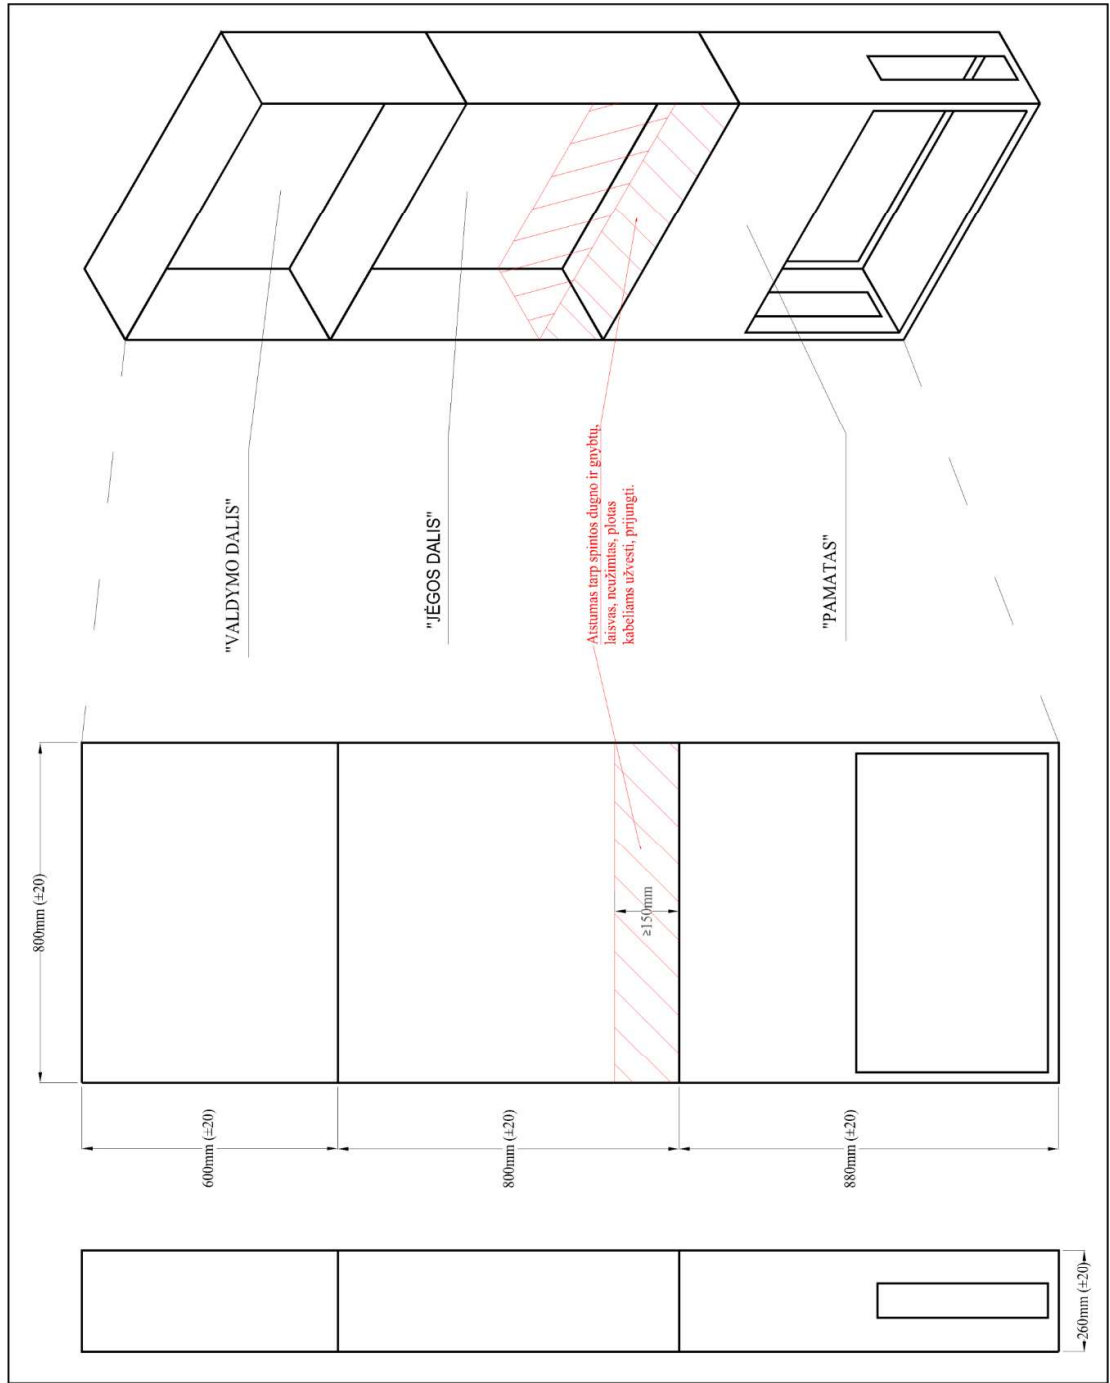 "VALDYMO DALIS"
"JĖGOS DALIS"
Atstumas tarp spintos dugno ir gnybtų,
laisvas, neužimtas, plotas
kabeliams užvesti, prijungti.
"PAMATAS"
800mm (±20)
≥150mm
600mm (±20)
800mm (±20)
880mm (±20)
260mm (±20)